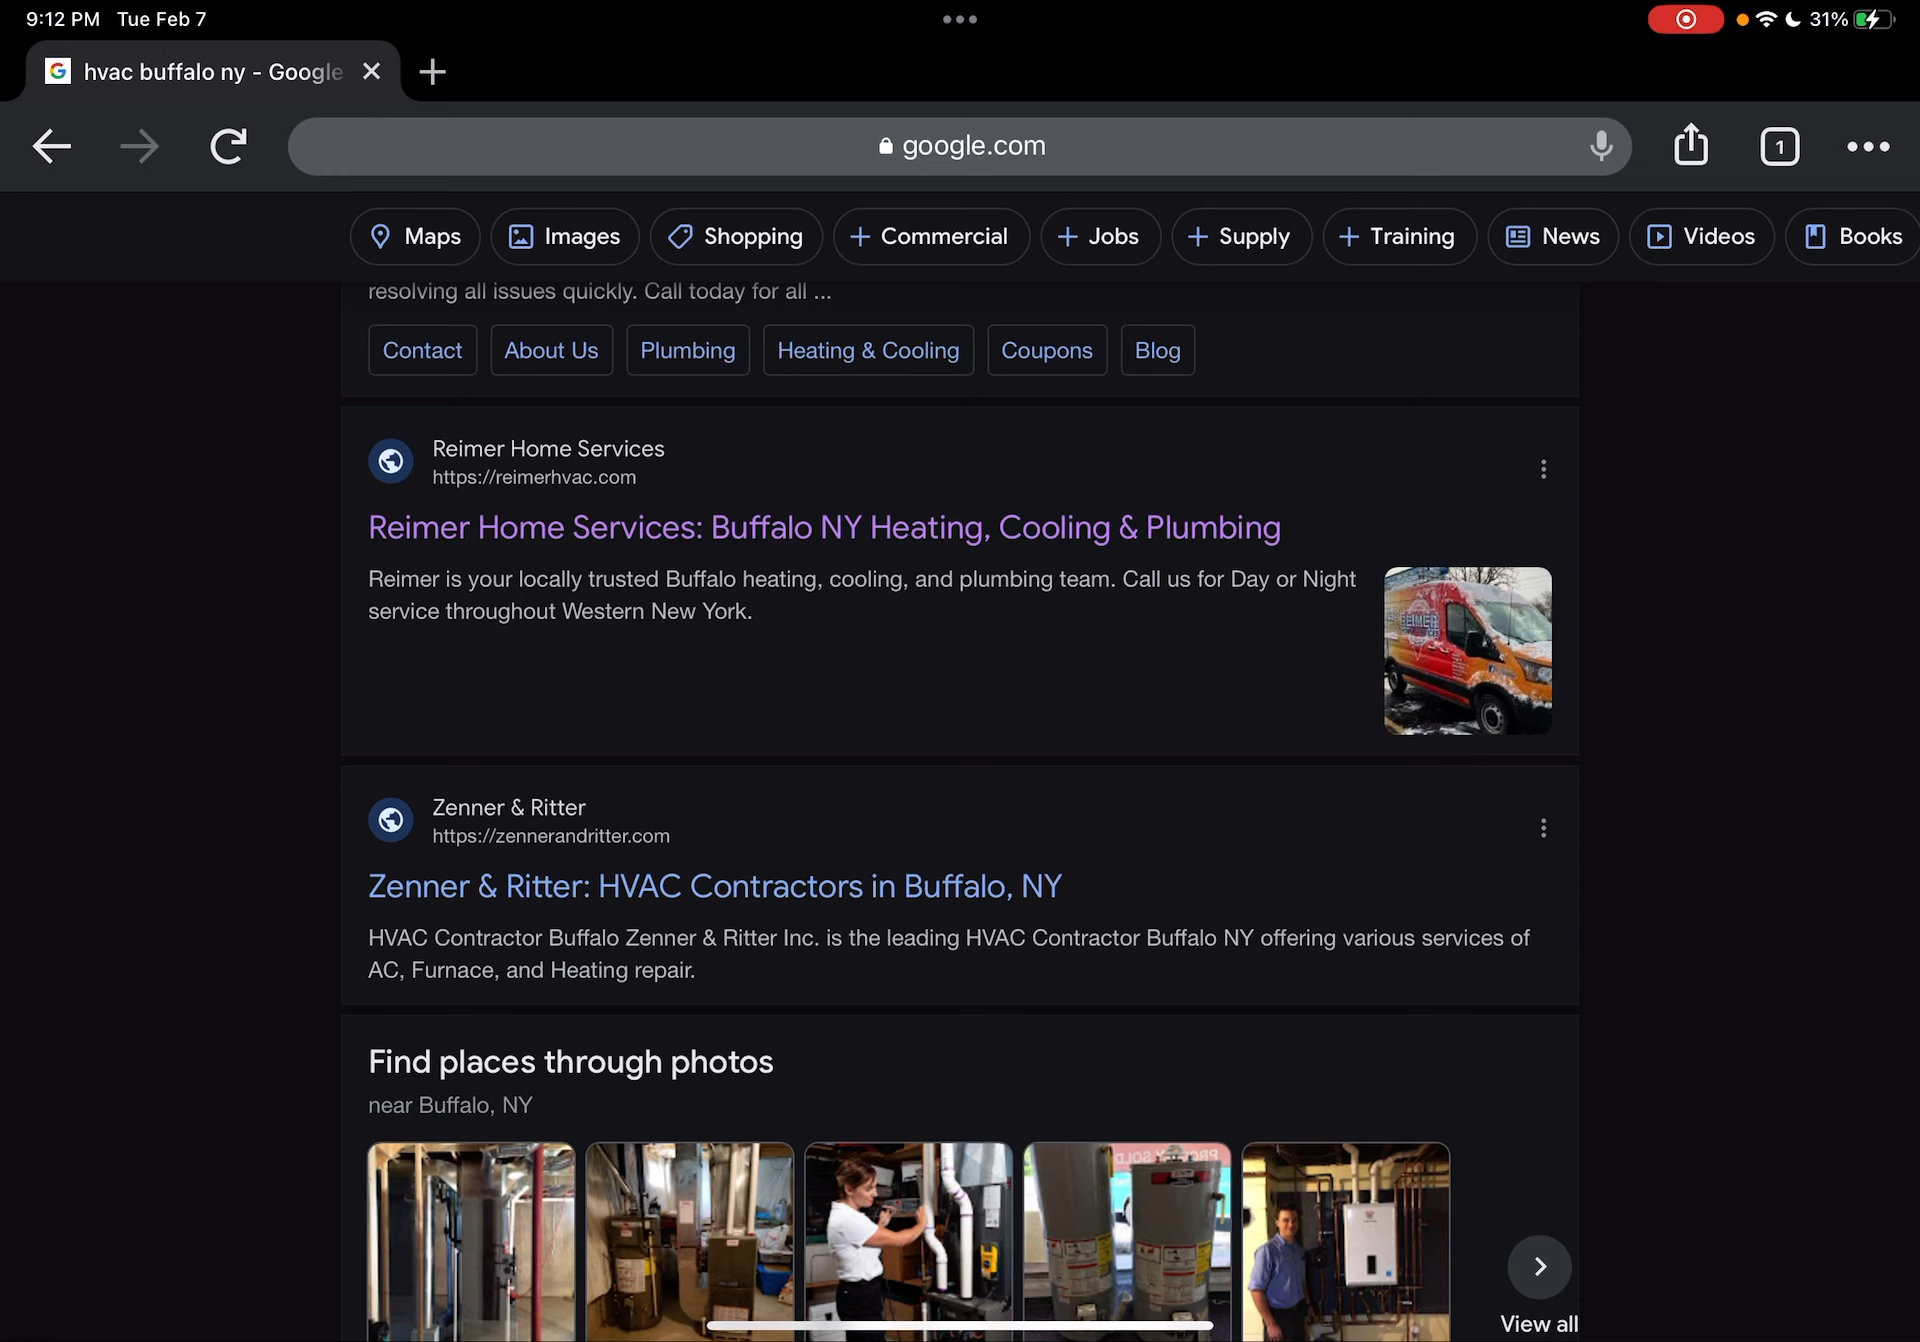 9:12 PM Tue Feb 7
31%
hvac buffalo ny - Google
google.com
1
Maps
Images
Shopping
Commercial
Jobs
Supply
Training
News
Videos
Books
resolving all issues quickly. Call today for all ...
Contact
About Us
Plumbing
Heating & Cooling
Coupons
Blog
Reimer Home Services
https://reimerhvac.com
Reimer Home Services: Buffalo NY Heating, Cooling & Plumbing
Reimer is your locally trusted Buffalo heating, cooling, and plumbing team. Call us for Day or Night
service throughout Western New York.
REIMER
Zenner & Ritter
https://zennerandritter.com
Zenner & Ritter: HVAC Contractors in Buffalo, NY
HVAC Contractor Buffalo Zenner & Ritter Inc. is the leading HVAC Contractor Buffalo NY offering various services of
AC, Furnace, and Heating repair.
Find places through photos
near Buffalo, NY
View all